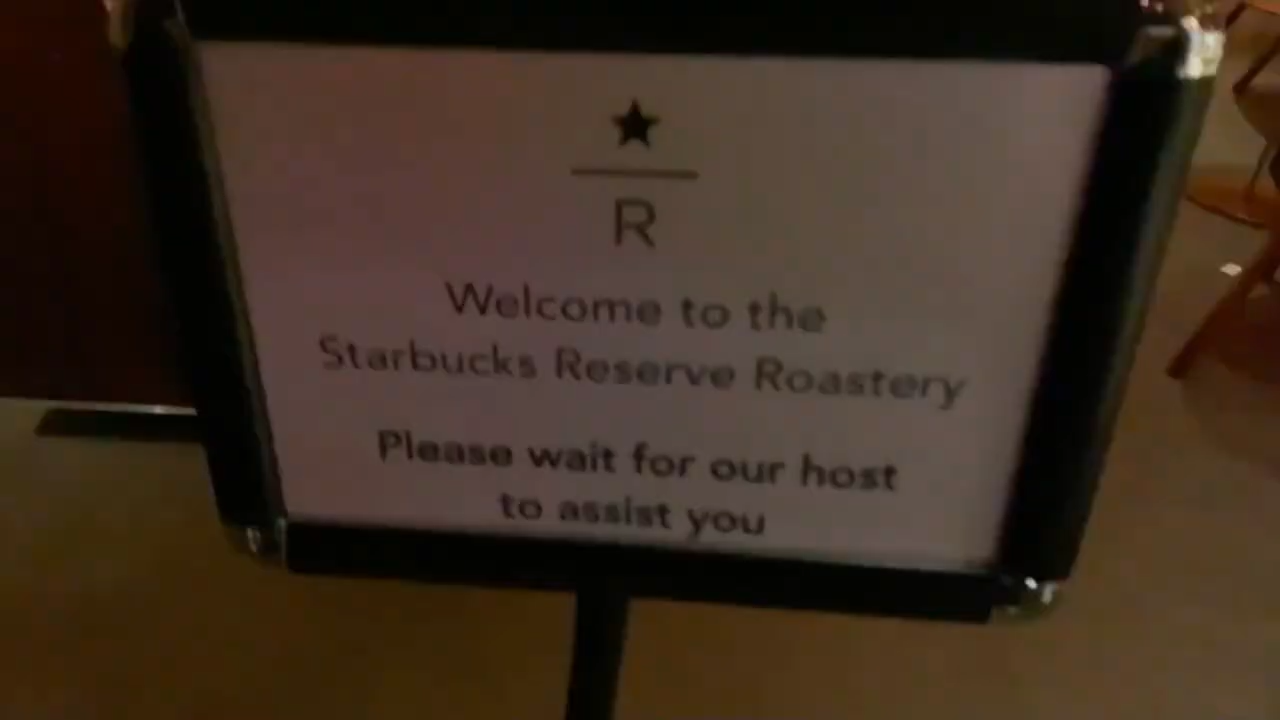 R
Welcome to the
Starbucks Reserve Roastery
Please wait for our host
to assist you